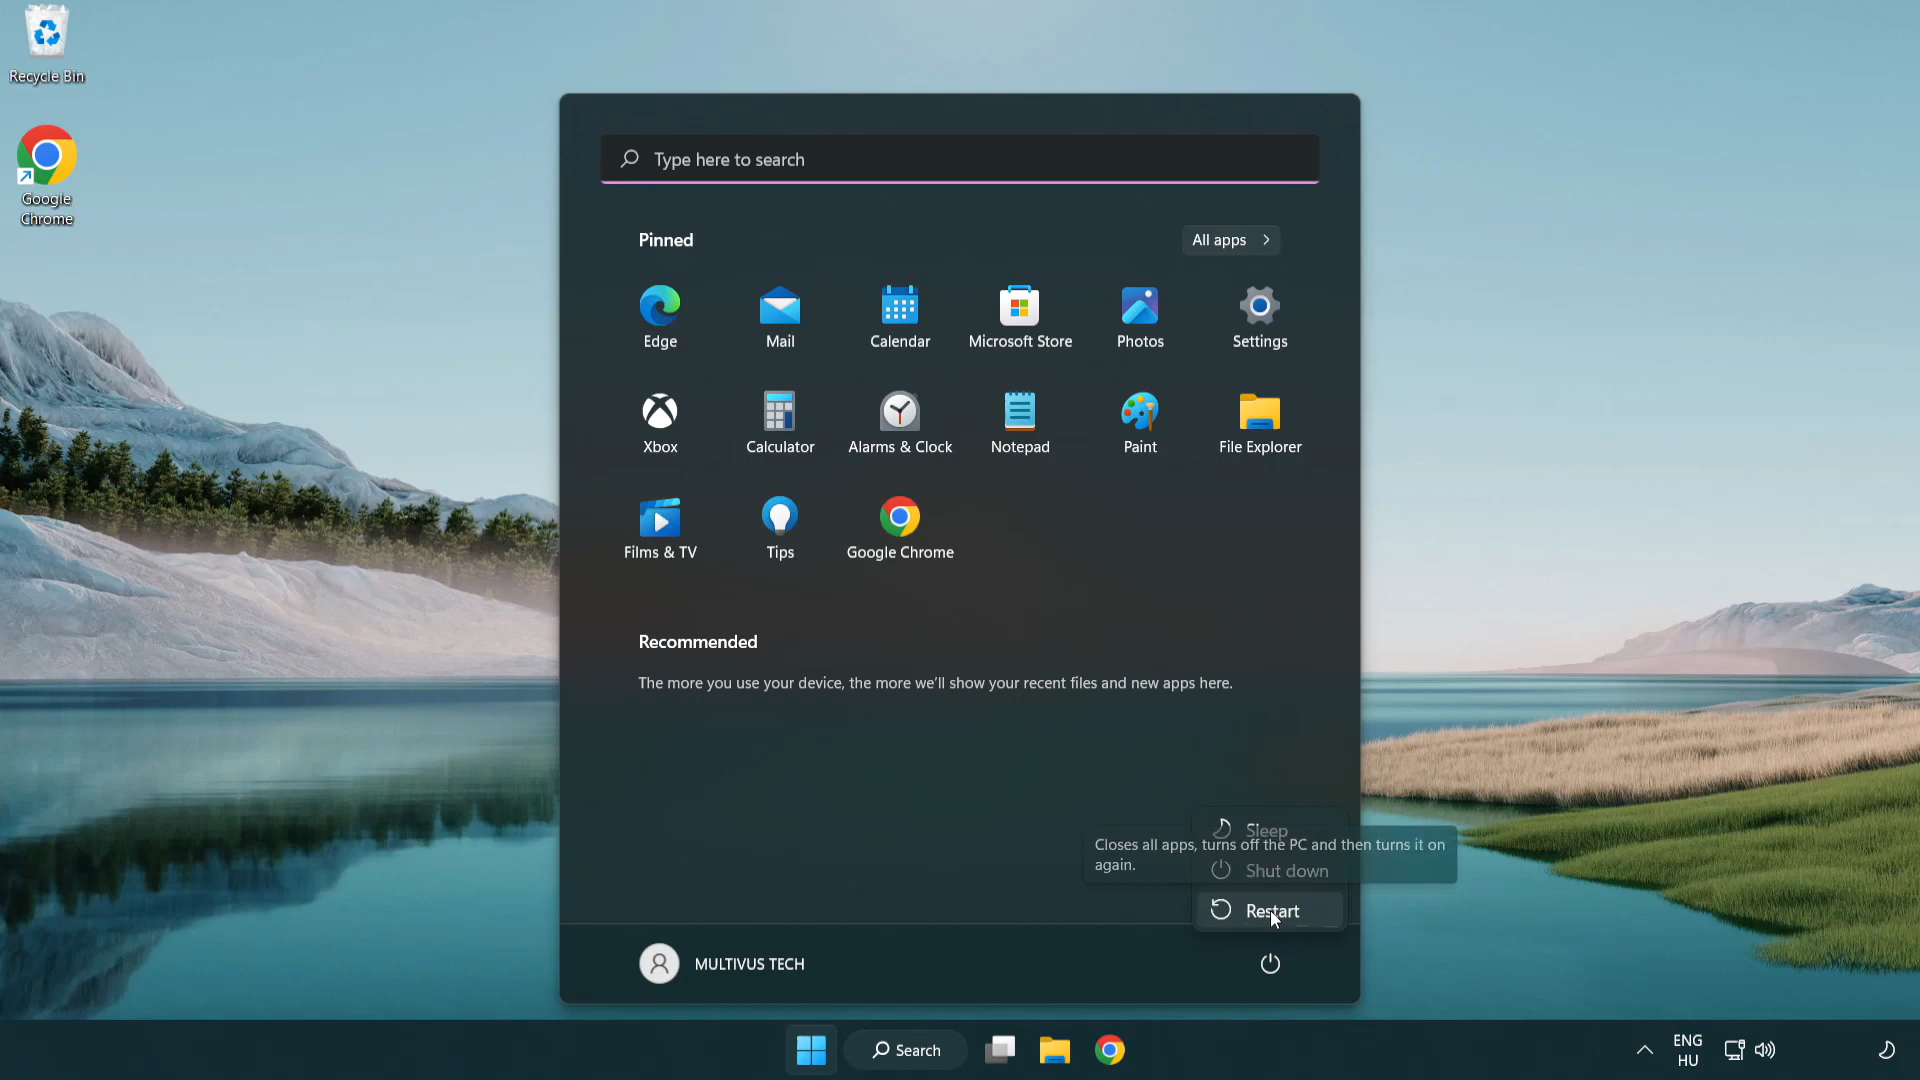 Recycle Bin
Google
Chrome
Type here to search
Pinned
All apps
Edge
Mail
Calendar
Microsoft Store
Photos
Settings
Xbox
Calculator
Alarms & Clock
Notepad
Paint
File Explorer
Films & TV
Tips
Google Chrome
Recommended
The more you use your device, the more we'll show your recent files and new apps here.
Sleep
Closes all apps, turns off the PC and then turns it on
again.
Shut down
Restart
MULTIVUS TECH
Search
ENG
HU